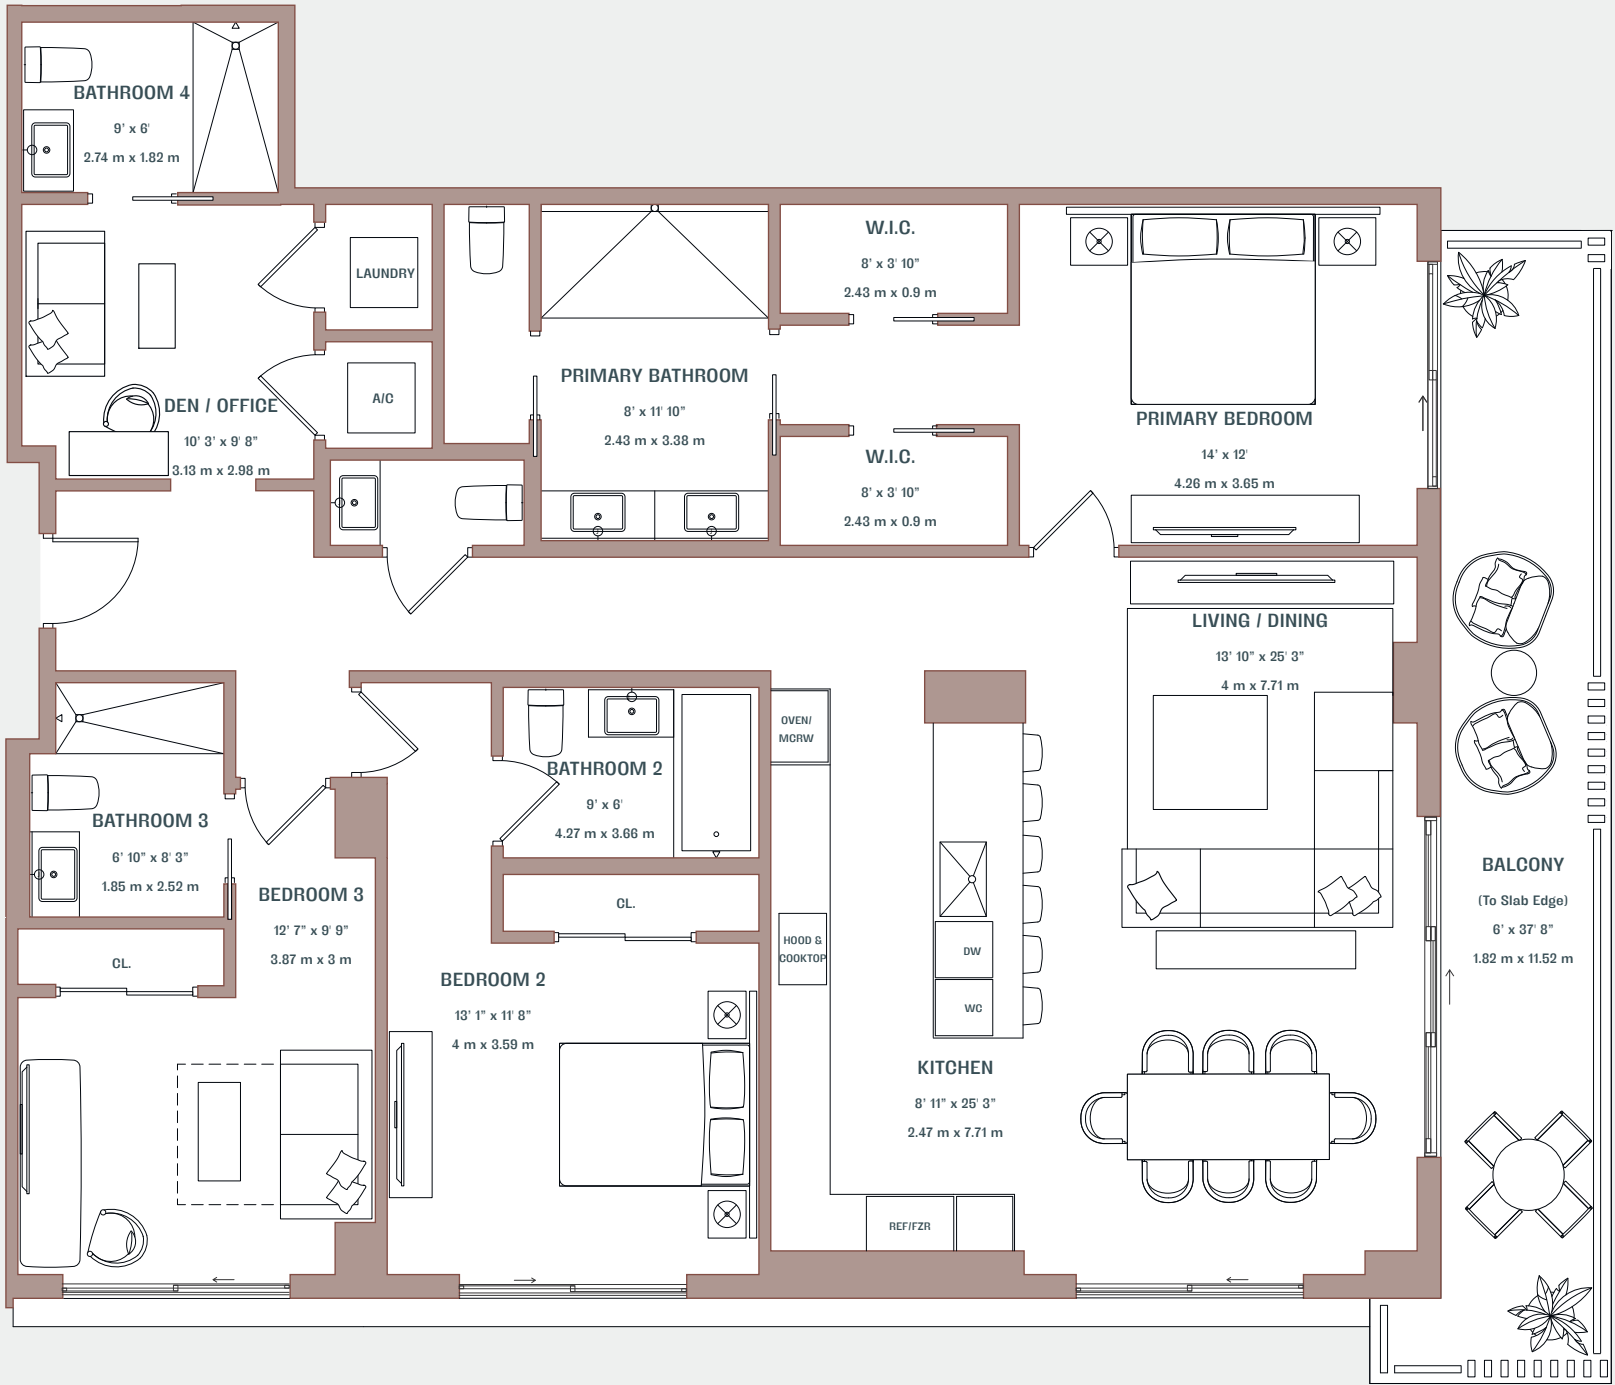 BATHROOM 4
9' x 6'
2.74 m x 1.82 m
LAUNDRY
A/C
DEN / OFFICE
10' 3' x 9' 8"
3.13 m x 2.98 m
PRIMARY BATHROOM
8' x 11' 10"
2.43 m x 3.38 m
W.I.C.
8' x 3' 10"
2.43 m x 0.9 m
W.I.C.
8' x 3' 10"
2.43 m x 0.9 m
PRIMARY BEDROOM
14' x 12'
4.26 m x 3.65 m
LIVING / DINING
13' 10" x 25' 3"
4 m x 7.71 m
OVEN/
MCRW
BATHROOM 2
9' x 6'
4.27 m x 3.66 m
BATHROOM 3
6' 10" x 8' 3"
1.85 m x 2.52 m
BEDROOM 3
12' 7" x 9' 9"
3.87 m x 3 m
CL.
CL.
BEDROOM 2
13' 1" x 11' 8"
4 m x 3.59 m
HOOD &
COOKTOP
DW
WC
KITCHEN
8' 11" x 25' 3"
2.47 m x 7.71 m
REF/FZR
BALCONY
(To Slab Edge)
6' x 37' 8"
1.82 m x 11.52 m